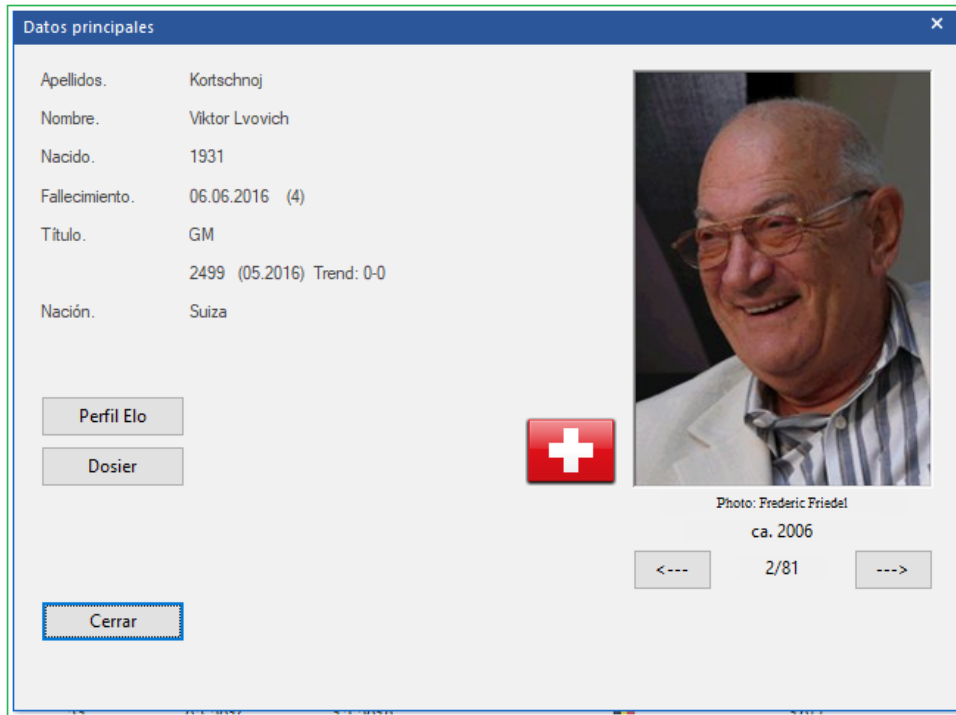 Datos principales
Apellidos. Kortschnoj
Nombre. Viktor Lvovich
Nacido. 1931
Fallecimiento. 06.06.2016 (4)
Título. GM
2499 (05.2016) Trend: 0-0
Nación. Suiza
Perfil Elo
Dosier
Photo: Frederic Friedel
ca. 2006
<--- 2/81 --->
Cerrar